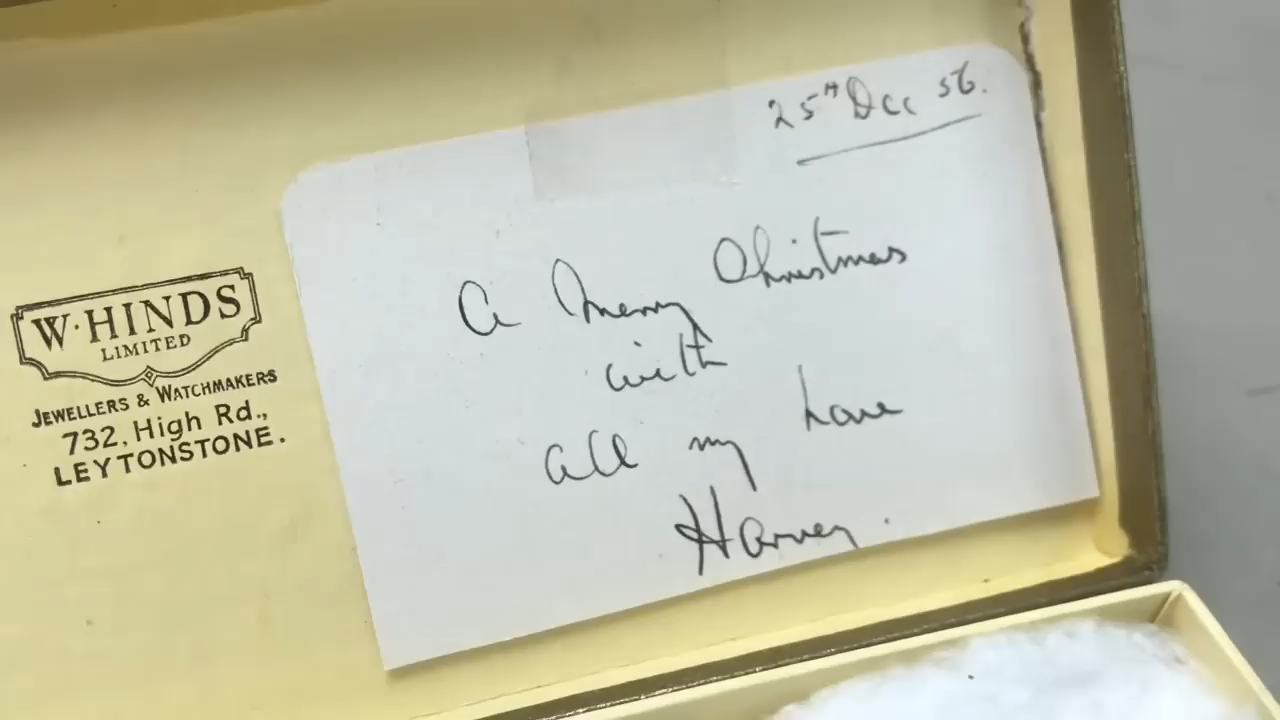 W·HINDS
LIMITED
JEWELLERS & WATCHMAKERS
732, High Rd.,
LEYTONSTONE.
25th Dec 56.
A Merry Christmas
with
all my love
Harvey.